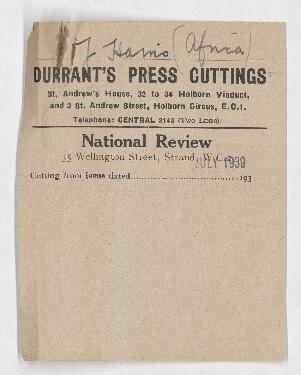 Harris (Africa)
DURRANT'S PRESS CUTTINGS
St. Andrew's House, 32 to 34 Holborn Viaduct,
and 3 St. Andrew Street, Holborn Circus, E.C.1.
Telephone: CENTRAL 3149 (Two Lines).
National Review
35 Wellington Street, Strand, W.C.2.
JULY 1939
Cutting from issue dated...........................................193